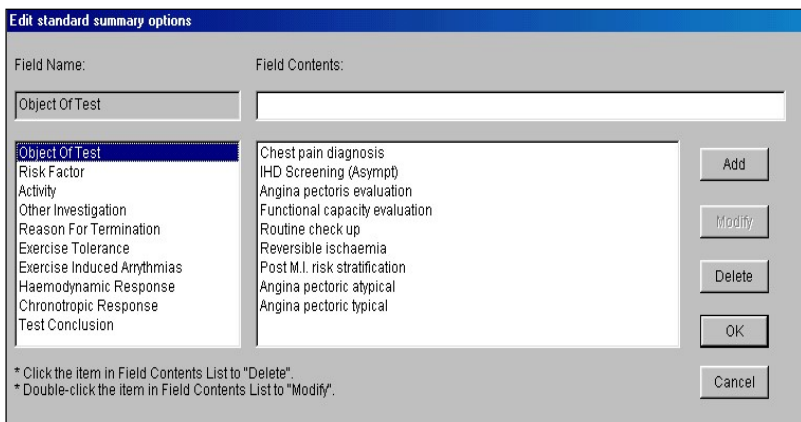 Edit standard summary options
Field Name:
Field Contents:
Object Of Test
Object Of Test
Risk Factor
Activity
Other Investigation
Reason For Termination
Exercise Tolerance
Exercise Induced Arrythmias
Haemodynamic Response
Chronotropic Response
Test Conclusion
Chest pain diagnosis
IHD Screening (Asympt)
Angina pectoris evaluation
Functional capacity evaluation
Routine check up
Reversible ischaemia
Post M.I. risk stratification
Angina pectoric atypical
Angina pectoric typical
Add
Modify
Delete
OK
Cancel
* Click the item in Field Contents List to "Delete".
* Double-click the item in Field Contents List to "Modify".